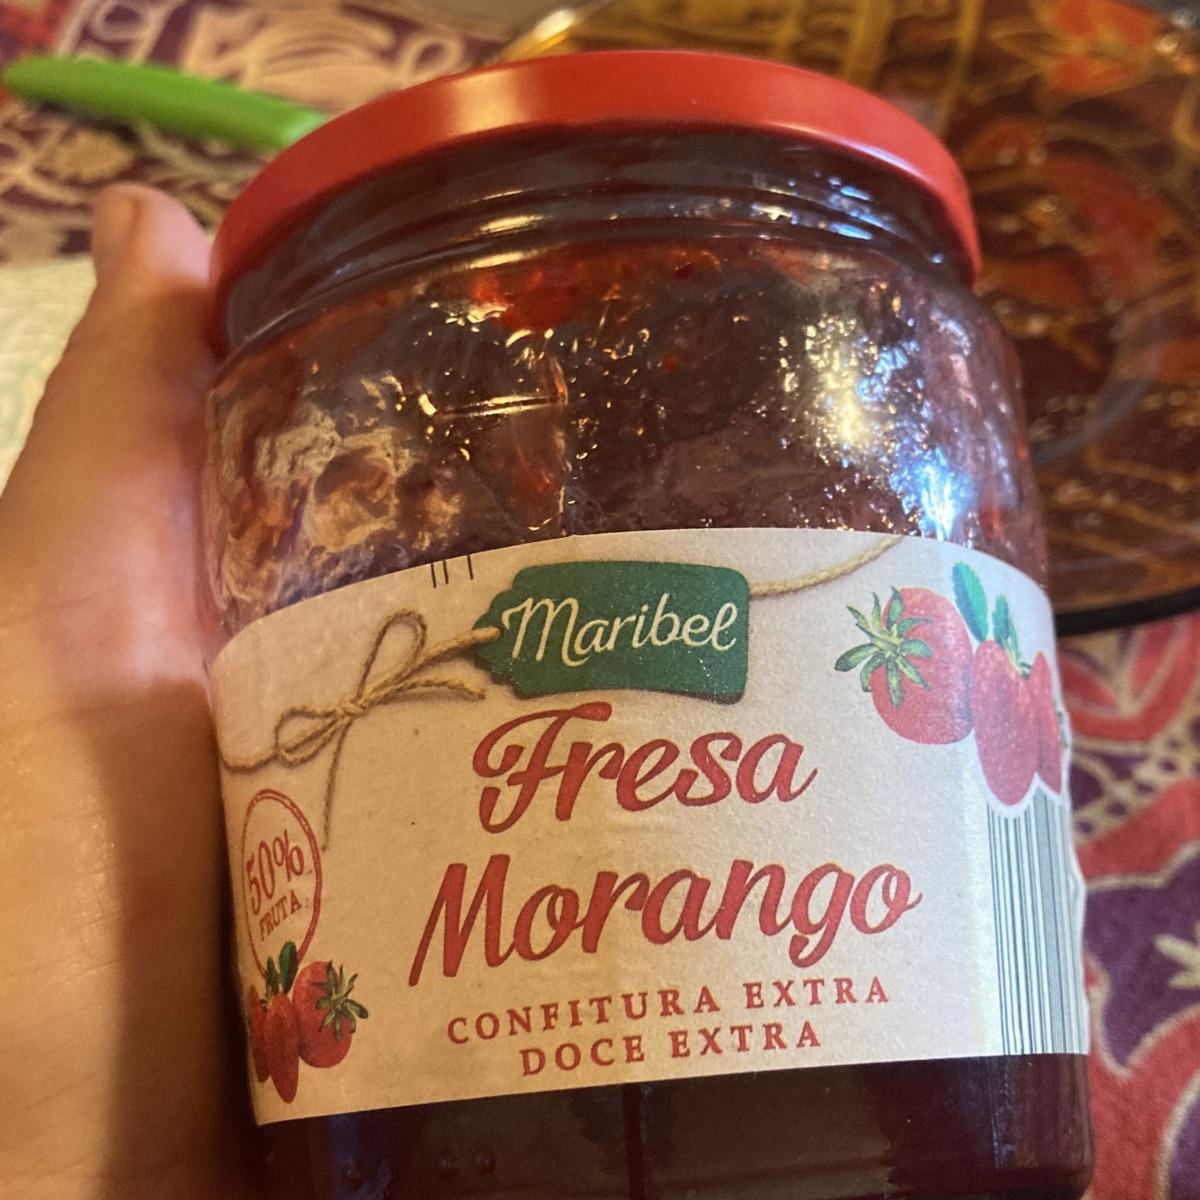 Maribel
Fresa
Morango
50%
FRUTA
CONFITURA EXTRA
DOCE EXTRA